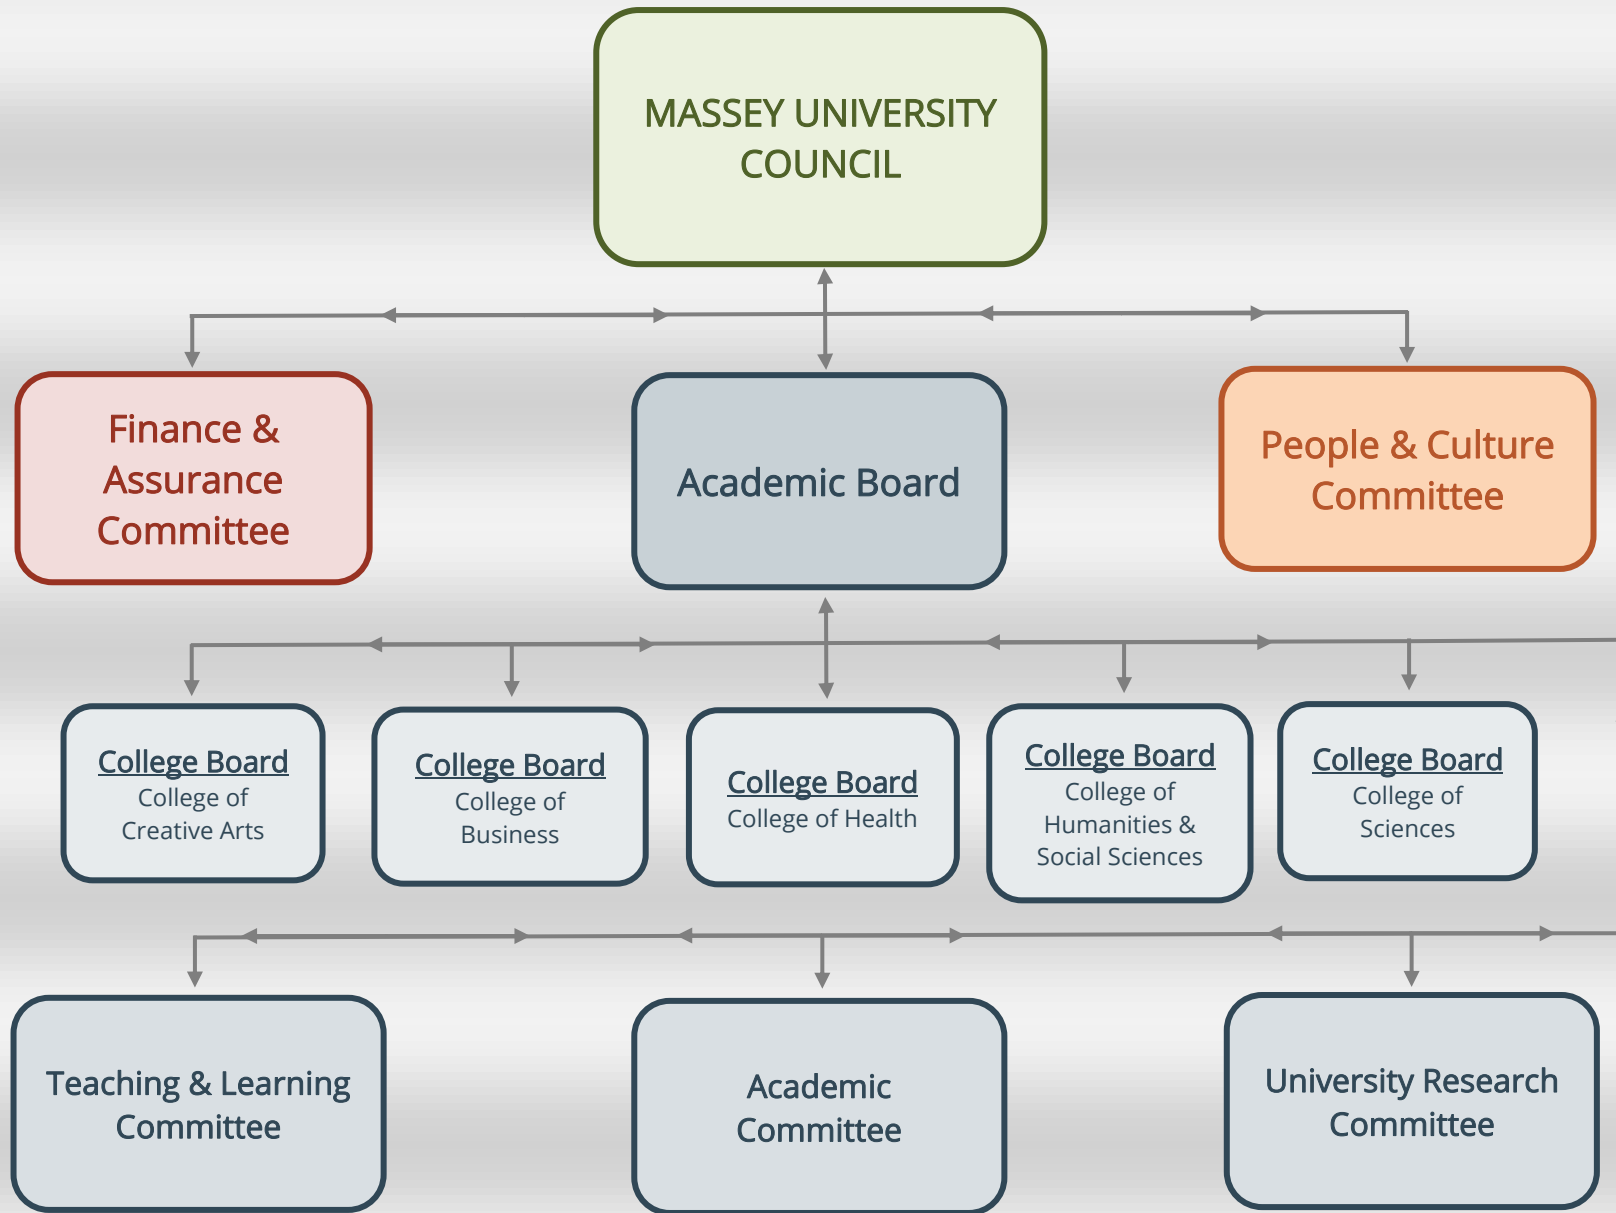 MASSEY UNIVERSITY
COUNCIL
Finance &
Assurance
Committee
Academic Board
People & Culture
Committee
College Board
College of
Creative Arts
College Board
College of
Business
College Board
College of Health
College Board
College of
Humanities &
Social Sciences
College Board
College of
Sciences
Teaching & Learning
Committee
Academic
Committee
University Research
Committee